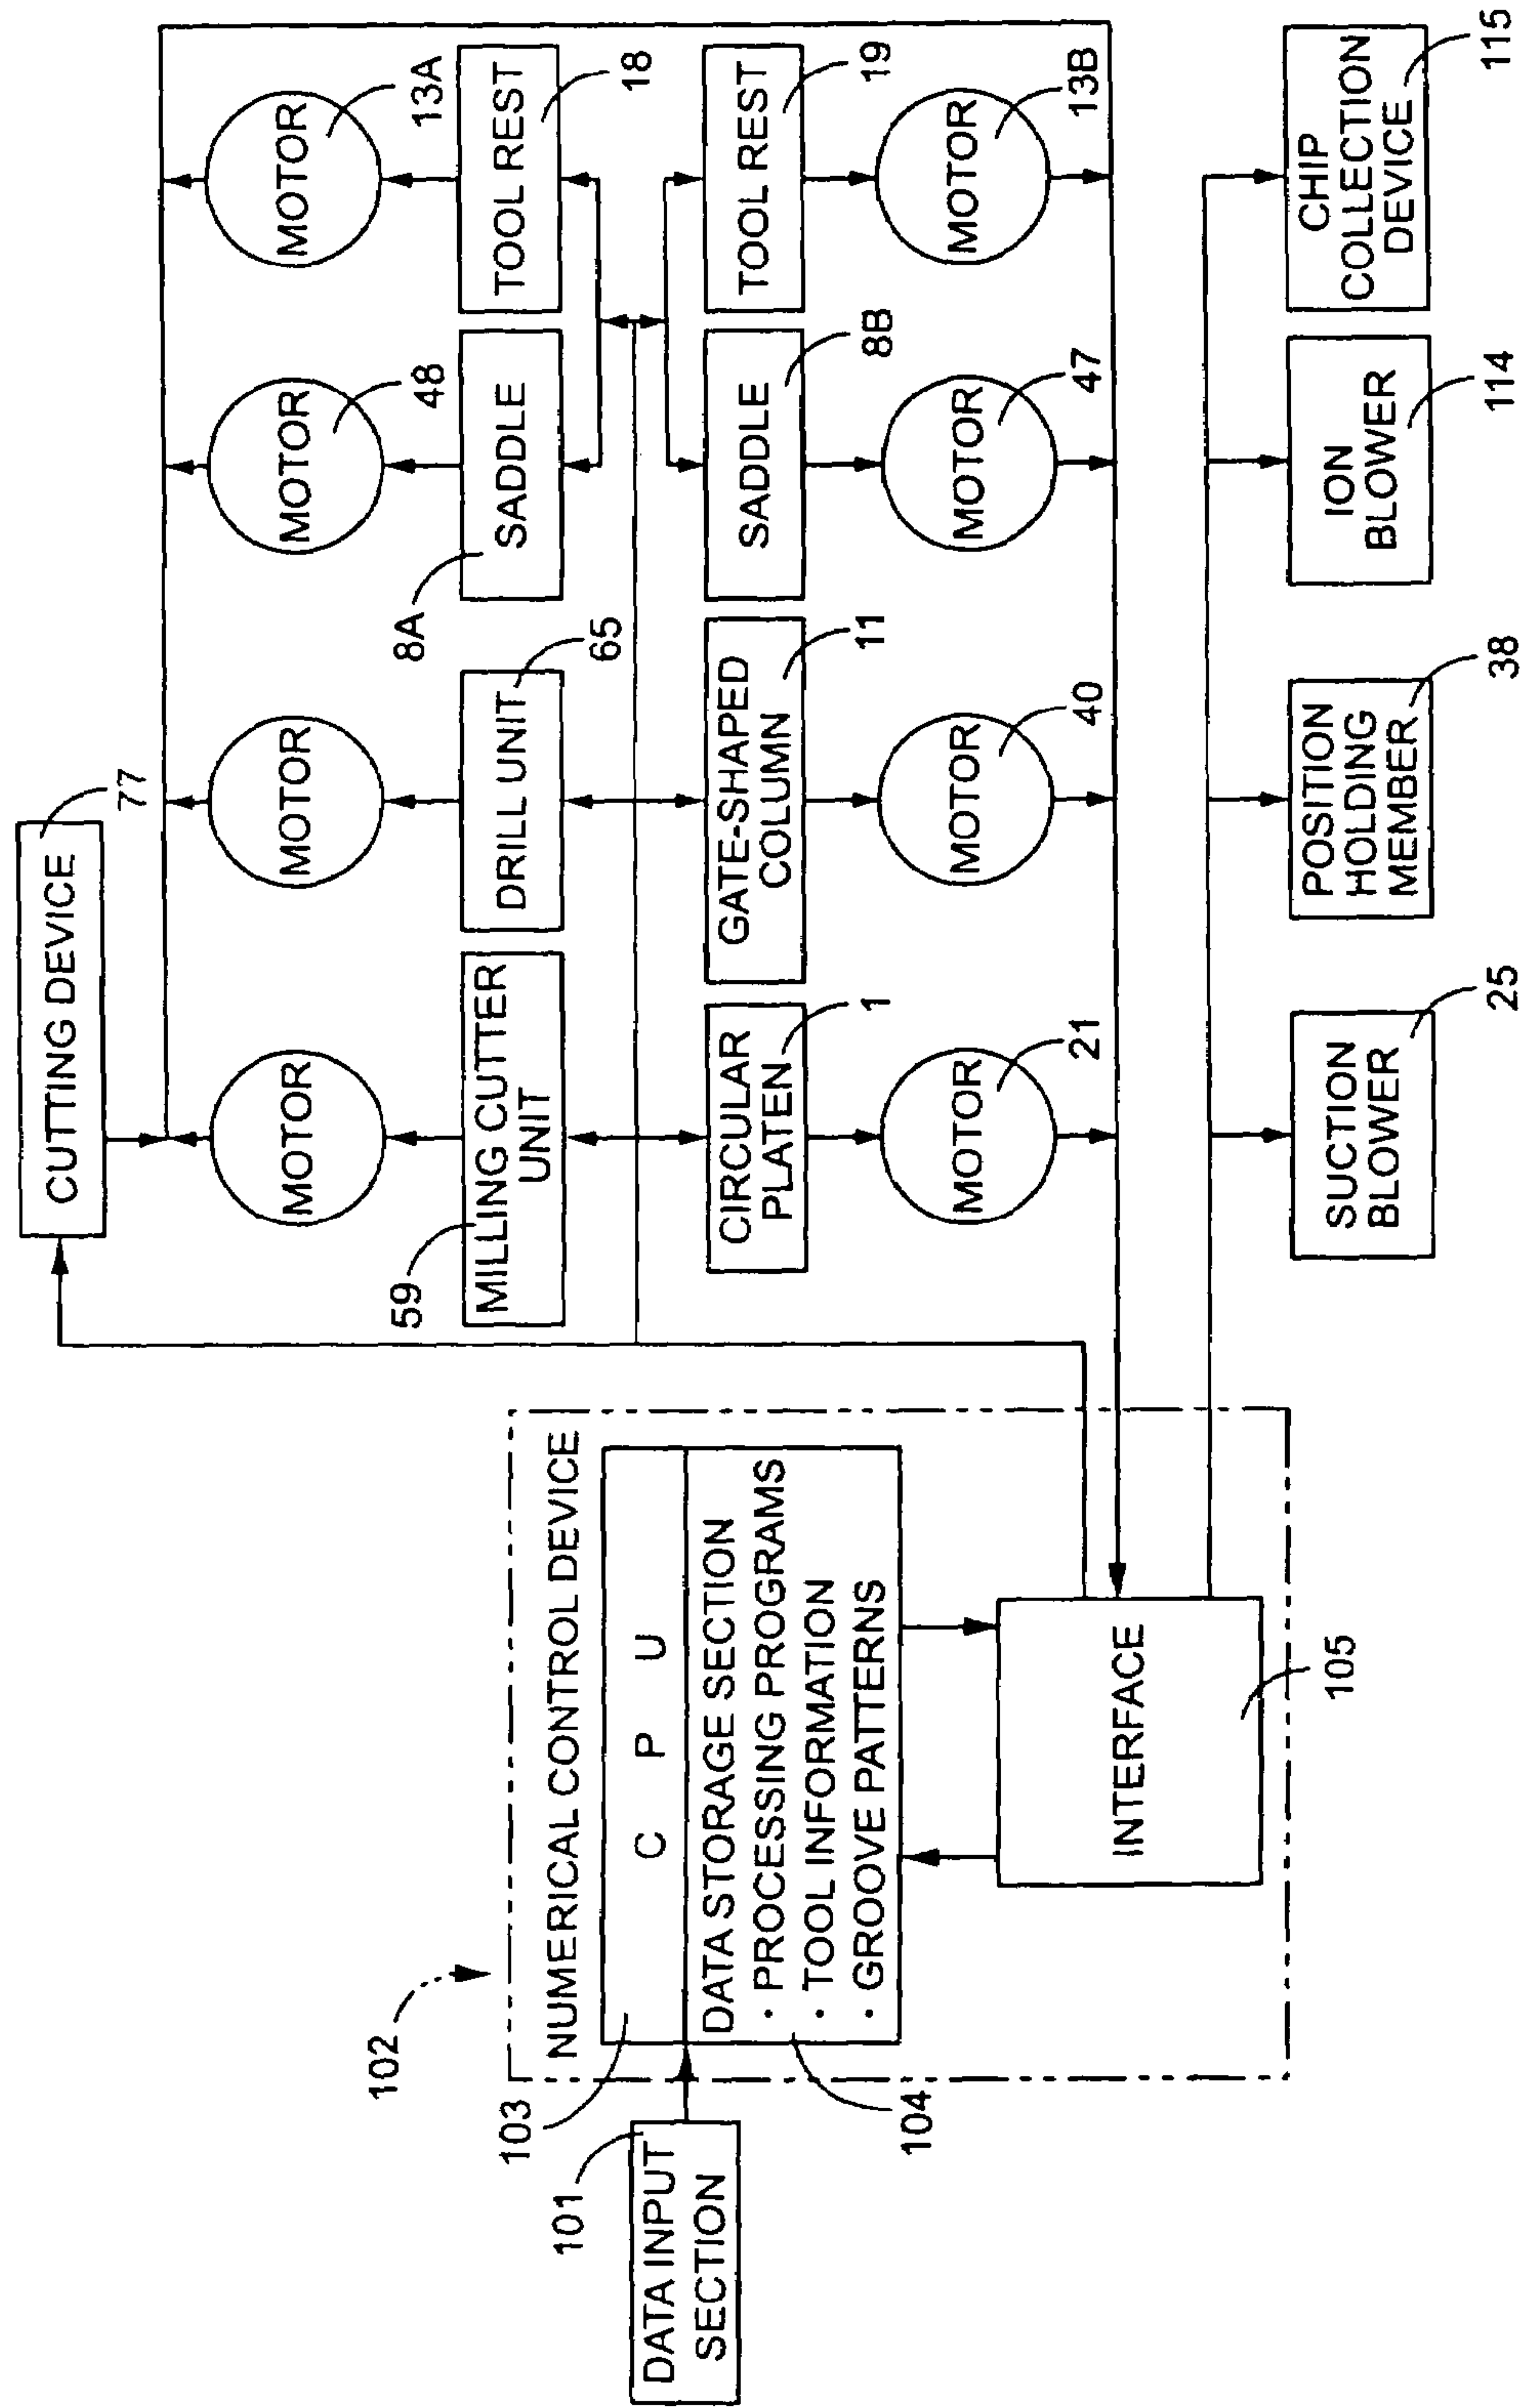 CUTTING DEVICE
77
MOTOR
MOTOR
MOTOR
48
MOTOR
13A
59
MILLING CUTTER
UNIT
DRILL UNIT
65
8A
SADDLE
TOOL REST
18
CIRCULAR
PLATEN
1
GATE-SHAPED
COLUMN
11
SADDLE
8B
TOOL REST
19
MOTOR
21
MOTOR
40
MOTOR
47
MOTOR
13B
SUCTION
BLOWER
25
POSITION
HOLDING
MEMBER
38
ION
BLOWER
114
CHIP
COLLECTION
DEVICE
115
102
NUMERICAL CONTROL DEVICE
103
C P U
DATA STORAGE SECTION
· PROCESSING PROGRAMS
· TOOL INFORMATION
· GROOVE PATTERNS
104
101
DATA INPUT
SECTION
INTERFACE
105